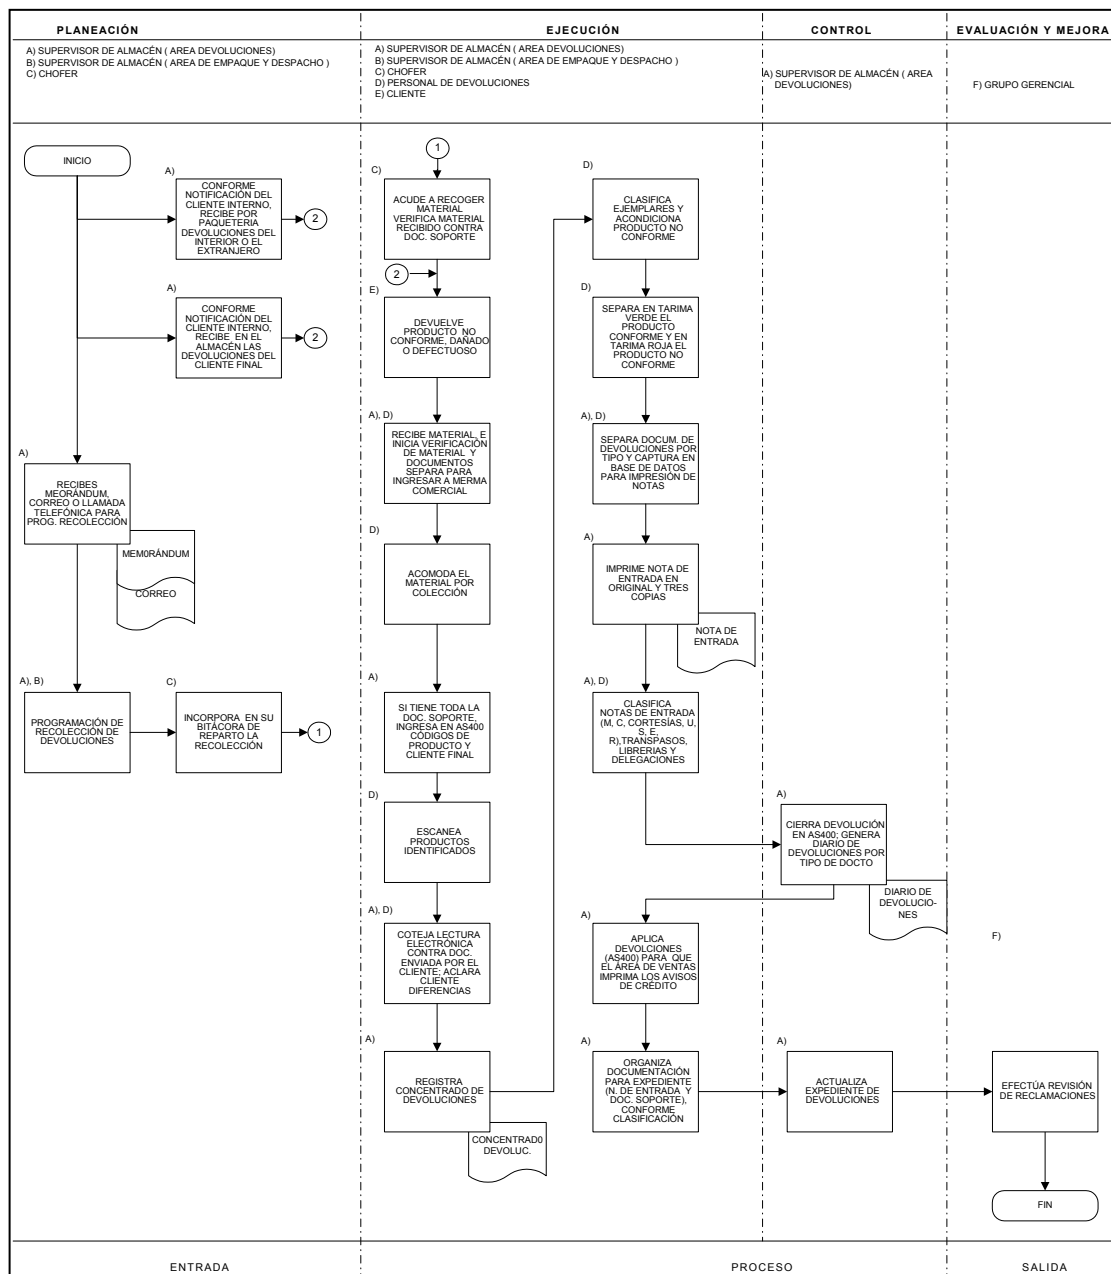 PLANEACIÓN
EJECUCIÓN
CONTROL
EVALUACIÓN Y MEJORA
A) SUPERVISOR DE ALMACÉN ( AREA DEVOLUCIONES)
B) SUPERVISOR DE ALMACÉN ( AREA DE EMPAQUE Y DESPACHO )
C) CHOFER
A) SUPERVISOR DE ALMACÉN ( AREA DEVOLUCIONES)
B) SUPERVISOR DE ALMACÉN ( AREA DE EMPAQUE Y DESPACHO )
C) CHOFER
D) PERSONAL DE DEVOLUCIONES
E) CLIENTE
A) SUPERVISOR DE ALMACÉN ( AREA
DEVOLUCIONES)
F) GRUPO GERENCIAL
INICIO
A)
CONFORME
NOTIFICACIÓN DEL
CLIENTE INTERNO,
RECIBE POR
PAQUETERIA
DEVOLUCIONES DEL
INTERIOR O EL
EXTRANJERO
2
A)
CONFORME
NOTIFICACIÓN DEL
CLIENTE INTERNO,
RECIBE EN EL
ALMACÉN LAS
DEVOLUCIONES DEL
CLIENTE FINAL
2
A)
RECIBES
MEORÁNDUM,
CORREO O LLAMADA
TELEFÓNICA PARA
PROG. RECOLECCIÓN
MEM0RÁNDUM
CORREO
A), B)
PROGRAMACIÓN DE
RECOLECCIÓN DE
DEVOLUCIONES
C)
INCORPORA EN SU
BITÁCORA DE
REPARTO LA
RECOLECCIÓN
1
1
C)
ACUDE A RECOGER
MATERIAL
VERIFICA MATERIAL
RECIBIDO CONTRA
DOC. SOPORTE
2
E)
DEVUELVE
PRODUCTO NO
CONFORME, DAÑADO
O DEFECTUOSO
A), D)
RECIBE MATERIAL, E
INICIA VERIFICACIÓN
DE MATERIAL Y
DOCUMENTOS
SEPARA PARA
INGRESAR A MERMA
COMERCIAL
D)
ACOMODA EL
MATERIAL POR
COLECCIÓN
A)
SI TIENE TODA LA
DOC. SOPORTE,
INGRESA EN AS400
CÓDIGOS DE
PRODUCTO Y
CLIENTE FINAL
D)
ESCANEA
PRODUCTOS
IDENTIFICADOS
A), D)
COTEJA LECTURA
ELECTRÓNICA
CONTRA DOC.
ENVIADA POR EL
CLIENTE; ACLARA
CLIENTE
DIFERENCIAS
A)
REGISTRA
CONCENTRADO DE
DEVOLUCIONES
CONCENTRAD0
DEVOLUC.
D)
CLASIFICA
EJEMPLARES Y
ACONDICIONA
PRODUCTO NO
CONFORME
D)
SEPARA EN TARIMA
VERDE EL
PRODUCTO
CONFORME Y EN
TARIMA ROJA EL
PRODUCTO NO
CONFORME
A), D)
SEPARA DOCUM. DE
DEVOLUCIONES POR
TIPO Y CAPTURA EN
BASE DE DATOS
PARA IMPRESIÓN DE
NOTAS
A)
IMPRIME NOTA DE
ENTRADA EN
ORIGINAL Y TRES
COPIAS
NOTA DE
ENTRADA
A), D)
CLASIFICA
NOTAS DE ENTRADA
(M, C, CORTESÍAS, U,
S, E,
R),TRANSPASOS,
LIBRERIAS Y
DELEGACIONES
A)
CIERRA DEVOLUCIÓN
EN AS400; GENERA
DIARIO DE
DEVOLUCIONES POR
TIPO DE DOCTO
DIARIO DE
DEVOLUCIO-
NES
A)
APLICA
DEVOLCIONES
(AS400) PARA QUE
EL ÁREA DE VENTAS
IMPRIMA LOS AVISOS
DE CRÉDITO
A)
ORGANIZA
DOCUMENTACIÓN
PARA EXPEDIENTE
(N. DE ENTRADA Y
DOC. SOPORTE),
CONFORME
CLASIFICACIÓN
A)
ACTUALIZA
EXPEDIENTE DE
DEVOLUCIONES
F)
EFECTÚA REVISIÓN
DE RECLAMACIONES
FIN
ENTRADA
PROCESO
SALIDA